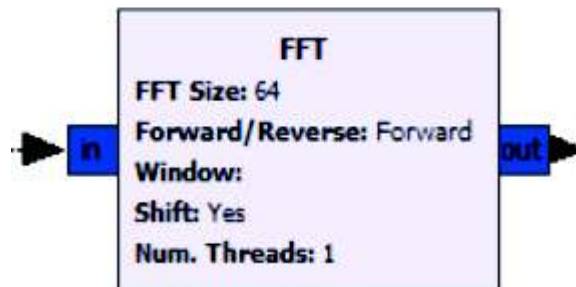 FFT
FFT Size: 64
in
Forward/Reverse: Forward
out
Window:
Shift: Yes
Num. Threads: 1